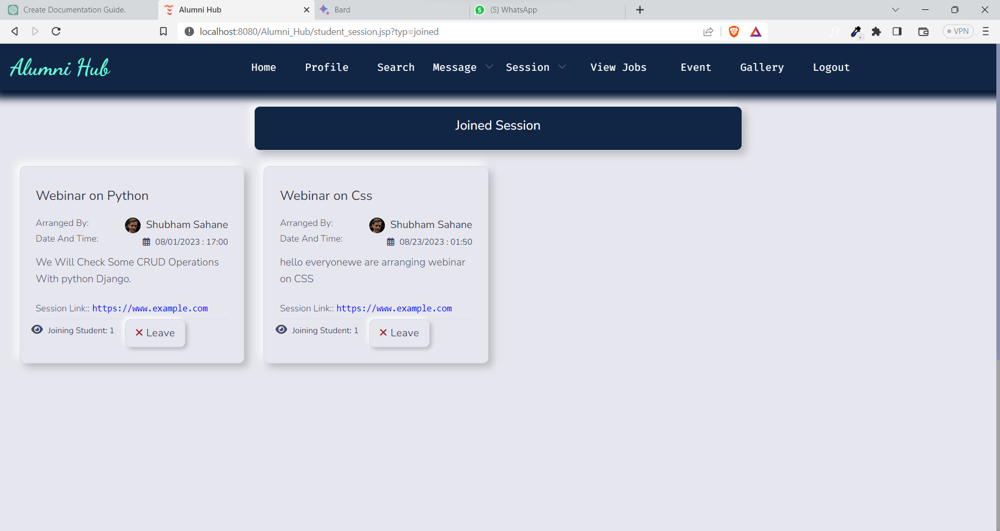 Create Documentation Guide.
Alumni Hub
Bard
5
(5) WhatsApp
localhost:8080/Alumni_Hub/student_session.jsp?typ=joined
VPN
Alumni Hub
Home
Profile
Search
Message
Session
View Jobs
Event
Gallery
Logout
Joined Session
Webinar on Python
Arranged By:
Shubham Sahane
Date And Time:
08/01/2023 : 17:00
We Will Check Some CRUD Operations
With python Django.
Session Link:: https://www.example.com
Joining Student: 1
Leave
Webinar on Css
Arranged By:
Shubham Sahane
Date And Time:
08/23/2023 : 01:50
hello everyonewe are arranging webinar
on CSS
Session Link:: https://www.example.com
Joining Student: 1
Leave